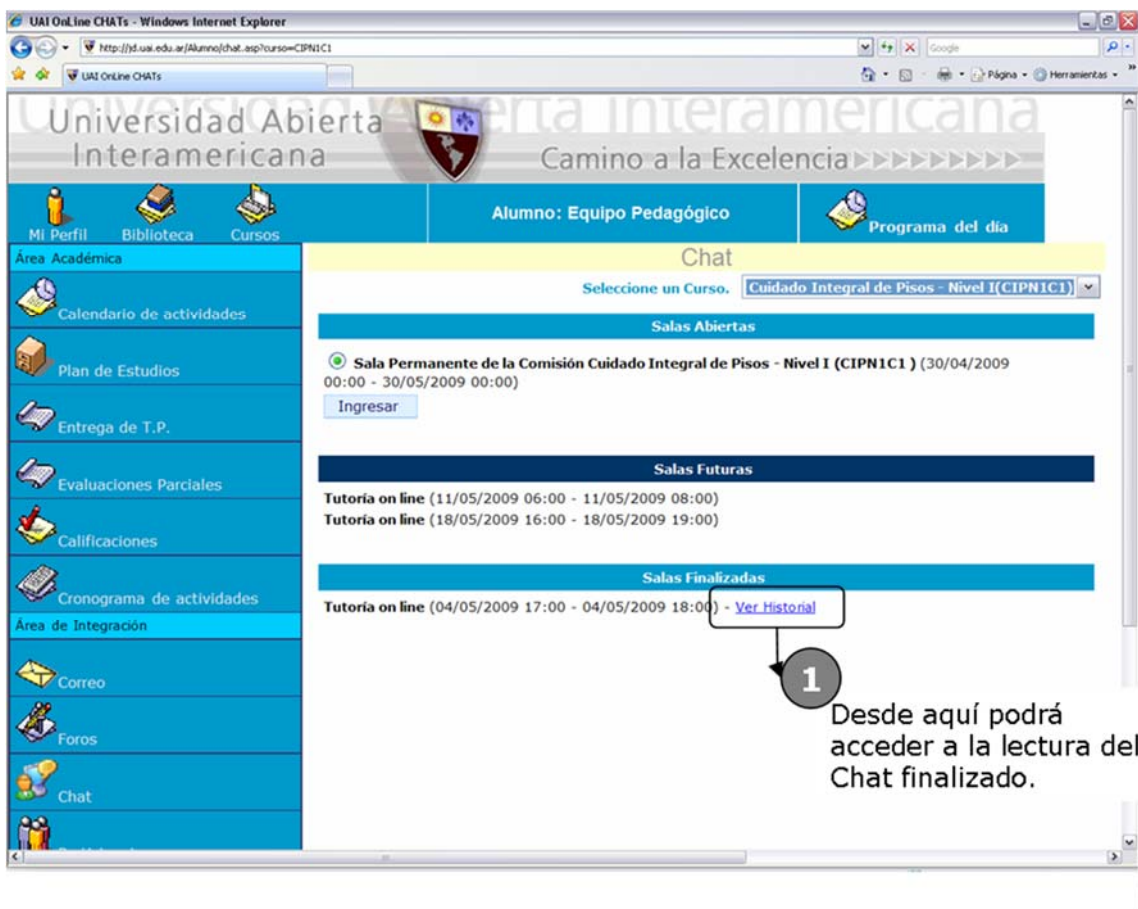 UAI OnLine CHATs - Windows Internet Explorer
http://jd.uai.edu.ar/Alumno/chat.asp?curso=CIPN1C1
Google
UAI OnLine CHATs
Página
Herramientas
Universidad Abierta Interamericana
Universidad Abierta
Interamericana
Camino a la Excelencia
Mi Perfil
Biblioteca
Cursos
Alumno: Equipo Pedagógico
Programa del día
Área Académica
Calendario de actividades
Plan de Estudios
Entrega de T.P.
Evaluaciones Parciales
Calificaciones
Cronograma de actividades
Área de Integración
Correo
Foros
Chat
Chat
Seleccione un Curso.
Cuidado Integral de Pisos - Nivel I(CIPN1C1)
Salas Abiertas
Sala Permanente de la Comisión Cuidado Integral de Pisos - Nivel I (CIPN1C1 ) (30/04/2009
00:00 - 30/05/2009 00:00)
Ingresar
Salas Futuras
Tutoría on line (11/05/2009 06:00 - 11/05/2009 08:00)
Tutoría on line (18/05/2009 16:00 - 18/05/2009 19:00)
Salas Finalizadas
Tutoría on line (04/05/2009 17:00 - 04/05/2009 18:00) - Ver Historial
1
Desde aquí podrá
acceder a la lectura del
Chat finalizado.